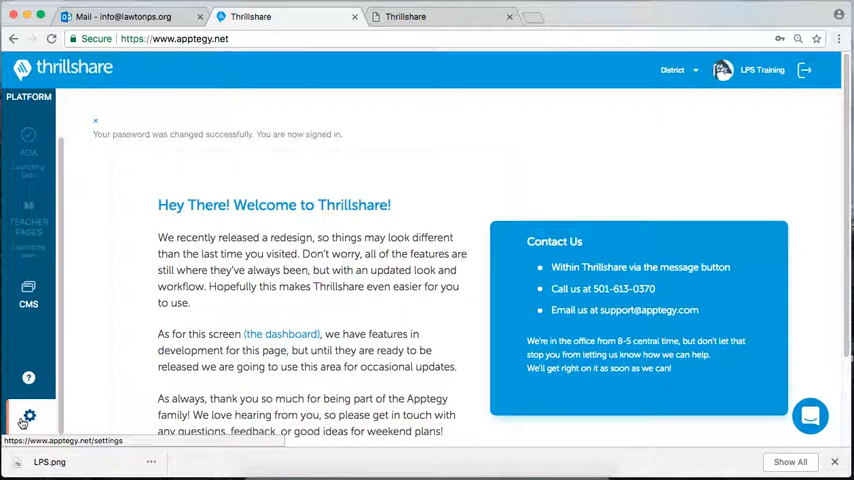 Mail - info@lawtonps.org
Thrillshare
Thrillshare
Secure
https://www.apptegy.net
thrillshare
District
LPS Training
PLATFORM
ADA
Launching Soon
TEACHER
PAGES
Launching
soon
CMS
?
×
Your password was changed successfully. You are now signed in.
Hey There! Welcome to Thrillshare!
We recently released a redesign, so things may look different
than the last time you visited. Don't worry, all of the features are
still where they've always been, but with an updated look and
workflow. Hopefully this makes Thrillshare even easier for you
to use.
As for this screen (the dashboard), we have features in
development for this page, but until they are ready to be
released we are going to use this area for occasional updates.
As always, thank you so much for being part of the Apptegy
family! We love hearing from you, so please get in touch with
any questions, feedback, or good ideas for weekend plans!
Contact Us
Within Thrillshare via the message button
Call us at 501-613-0370
Email us at support@apptegy.com
We're in the office from 8-5 central time, but don't let that
stop you from letting us know how we can help.
We'll get right on it as soon as we can!
https://www.apptegy.net/settings
LPS.png
Show All